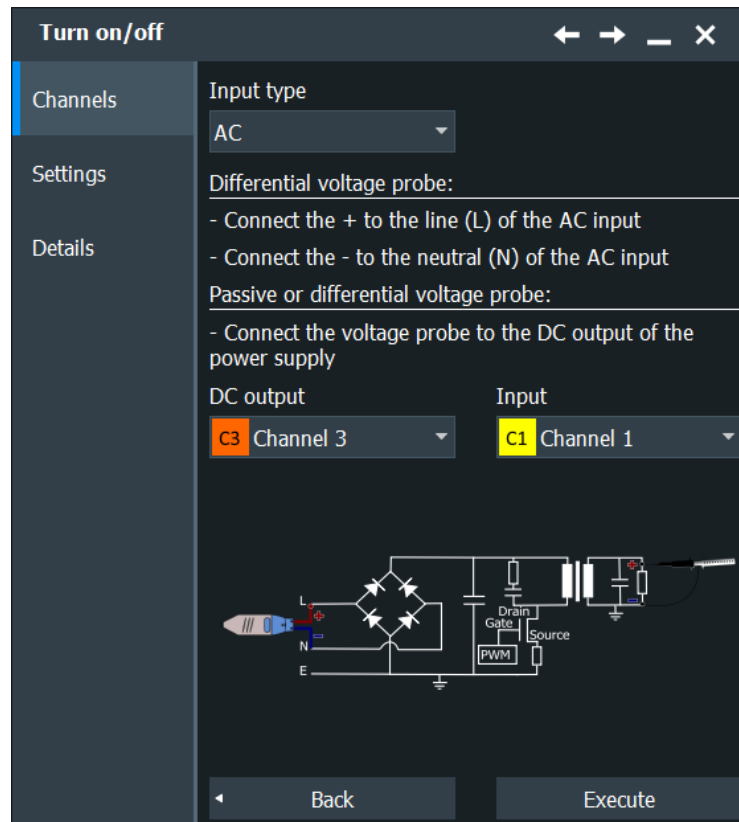 Turn on/off
Channels
Settings
Details
Input type
AC
Differential voltage probe:
- Connect the + to the line (L) of the AC input
- Connect the - to the neutral (N) of the AC input
Passive or differential voltage probe:
- Connect the voltage probe to the DC output of the
power supply
DC output
Input
C3 Channel 3
C1 Channel 1
L
+
+
Drain
Gate
Source
–
–
N
PWM
E
Back
Execute